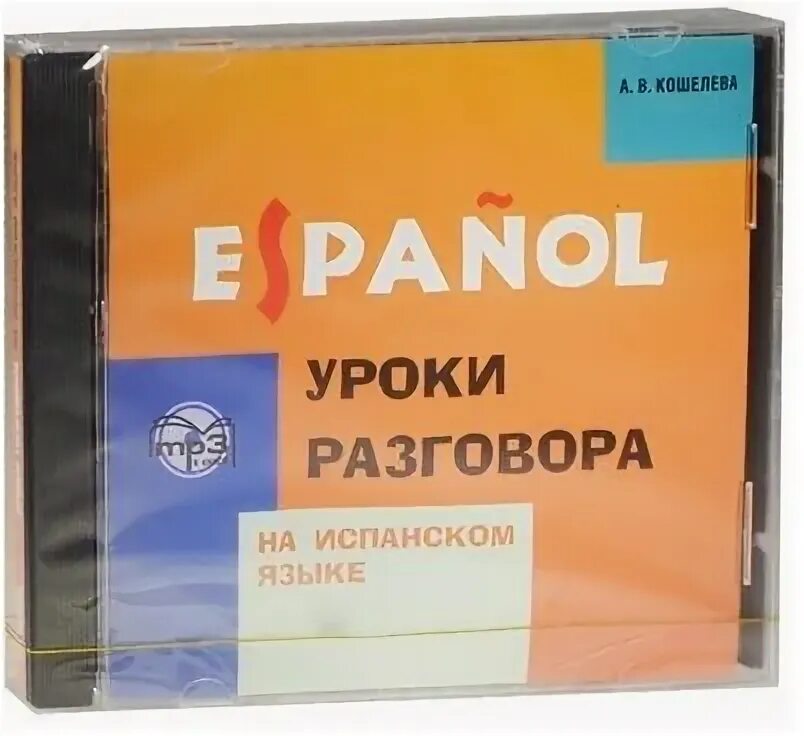 А. В. КОШЕЛЕВА
ESPAÑOL
УРОКИ
РАЗГОВОРА
mp3
НА ИСПАНСКОМ
ЯЗЫКЕ